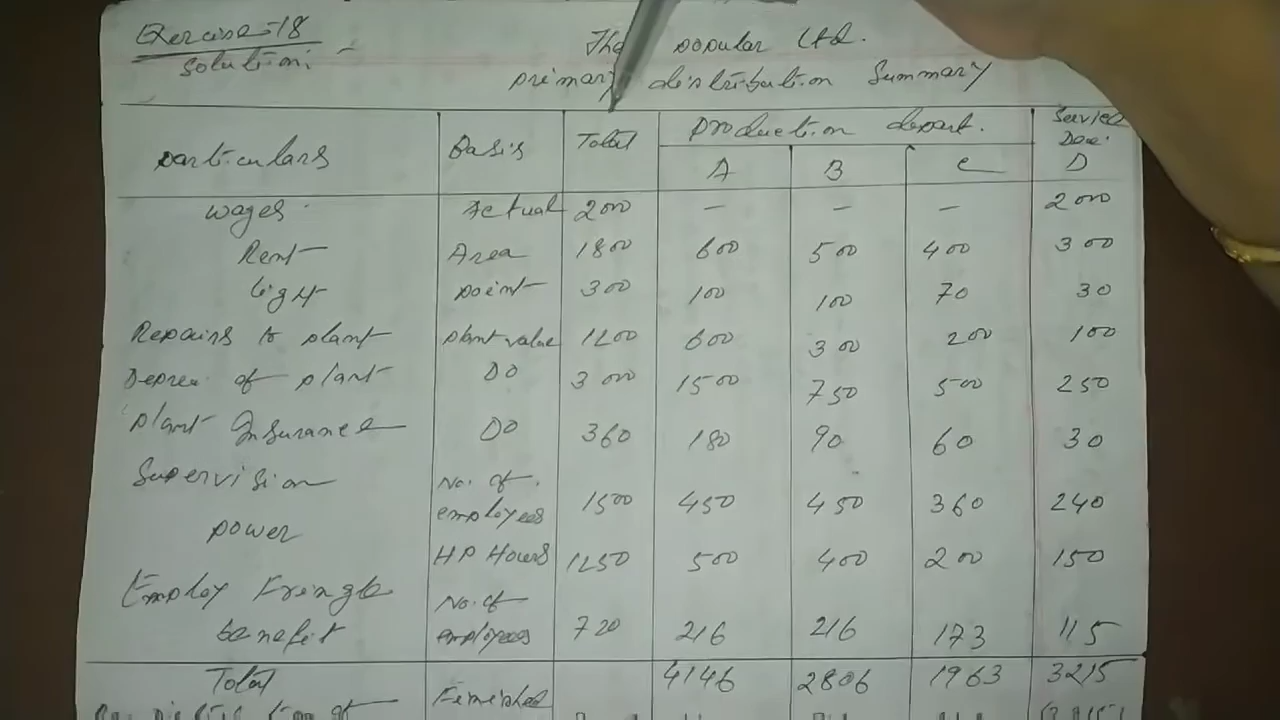 Exercise-18
Solution:-
The popular Ltd.
primary distribution Summary
particulars Basis Total production depart. Service Dep.
A B C D
wages Actual 2000 — — — 2000
Rent Area 1800 600 500 400 300
light point 300 100 100 70 30
Repairs to plant plant value 1200 600 300 200 100
Deprec of plant DO 3000 1500 750 500 250
plant Insurance DO 360 180 90 60 30
Supervision No. of employees 1500 450 450 360 240
power HP Hours 1250 500 400 200 150
Employ Fringe benefit No. of employees 720 216 216 173 115
Total 4146 2806 1963 3215